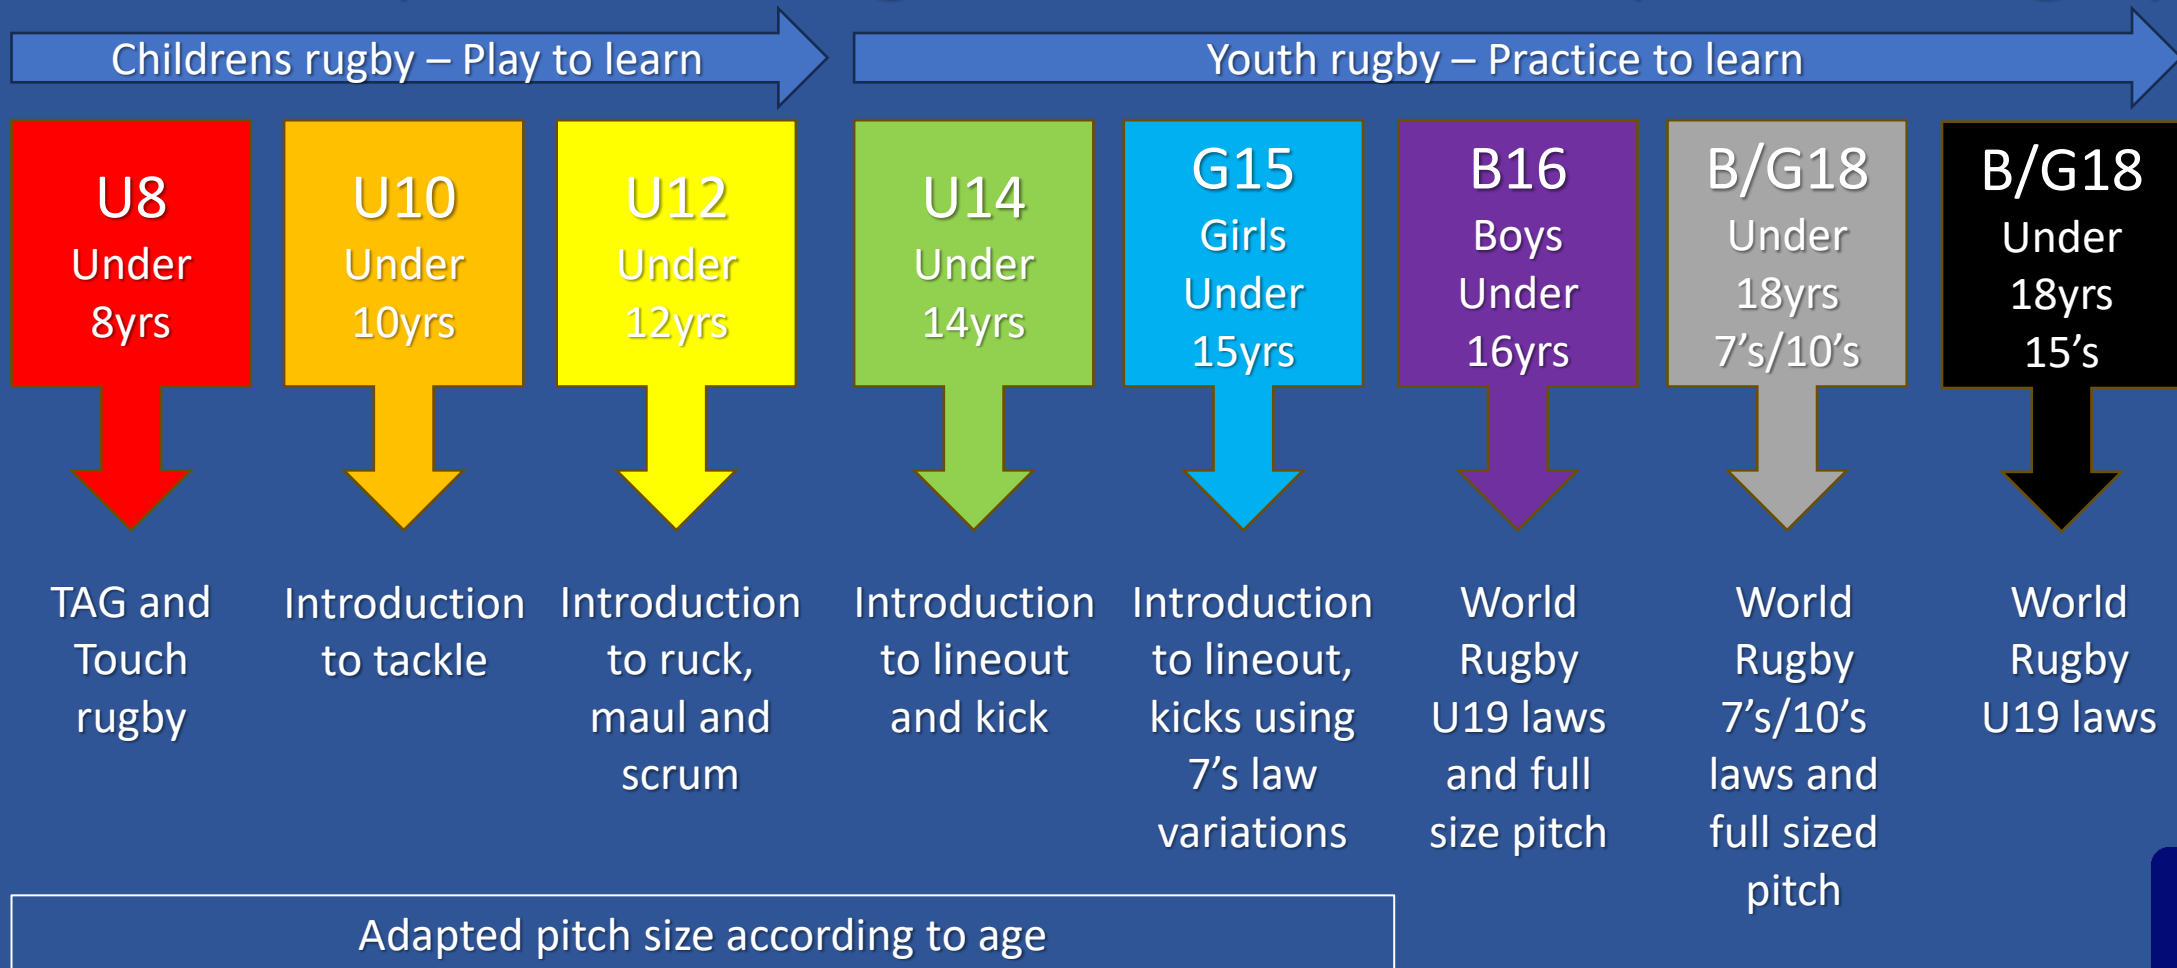 Childrens rugby – Play to learn
Youth rugby – Practice to learn
U8
Under
8yrs
U10
Under
10yrs
U12
Under
12yrs
U14
Under
14yrs
G15
Girls
Under
15yrs
B16
Boys
Under
16yrs
B/G18
Under
18yrs
7’s/10’s
B/G18
Under
18yrs
15’s
TAG and
Touch
rugby
Introduction
to tackle
Introduction
to ruck,
maul and
scrum
Introduction
to lineout
and kick
Introduction
to lineout,
kicks using
7’s law
variations
World
Rugby
U19 laws
and full
size pitch
World
Rugby
7’s/10’s
laws and
full sized
pitch
World
Rugby
U19 laws
Adapted pitch size according to age